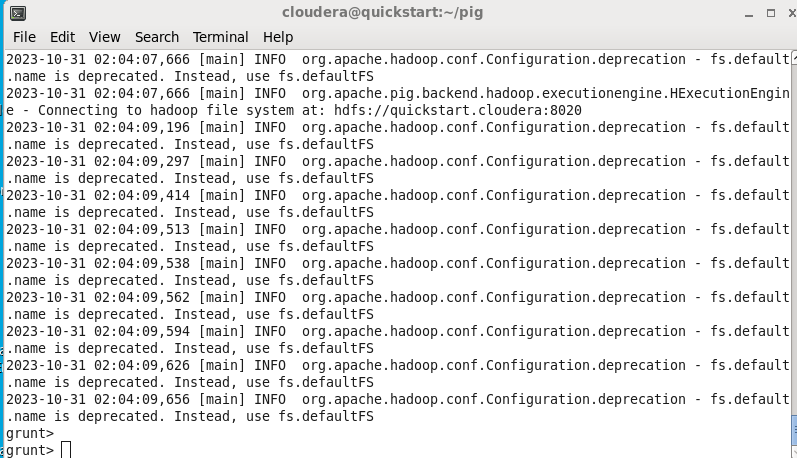 cloudera@quickstart:~/pig
File Edit View Search Terminal Help
2023-10-31 02:04:07,666 [main] INFO  org.apache.hadoop.conf.Configuration.deprecation - fs.default
.name is deprecated. Instead, use fs.defaultFS
2023-10-31 02:04:07,666 [main] INFO  org.apache.pig.backend.hadoop.executionengine.HExecutionEngin
e - Connecting to hadoop file system at: hdfs://quickstart.cloudera:8020
2023-10-31 02:04:09,196 [main] INFO  org.apache.hadoop.conf.Configuration.deprecation - fs.default
.name is deprecated. Instead, use fs.defaultFS
2023-10-31 02:04:09,297 [main] INFO  org.apache.hadoop.conf.Configuration.deprecation - fs.default
.name is deprecated. Instead, use fs.defaultFS
2023-10-31 02:04:09,414 [main] INFO  org.apache.hadoop.conf.Configuration.deprecation - fs.default
.name is deprecated. Instead, use fs.defaultFS
2023-10-31 02:04:09,513 [main] INFO  org.apache.hadoop.conf.Configuration.deprecation - fs.default
.name is deprecated. Instead, use fs.defaultFS
2023-10-31 02:04:09,538 [main] INFO  org.apache.hadoop.conf.Configuration.deprecation - fs.default
.name is deprecated. Instead, use fs.defaultFS
2023-10-31 02:04:09,562 [main] INFO  org.apache.hadoop.conf.Configuration.deprecation - fs.default
.name is deprecated. Instead, use fs.defaultFS
2023-10-31 02:04:09,594 [main] INFO  org.apache.hadoop.conf.Configuration.deprecation - fs.default
.name is deprecated. Instead, use fs.defaultFS
2023-10-31 02:04:09,626 [main] INFO  org.apache.hadoop.conf.Configuration.deprecation - fs.default
.name is deprecated. Instead, use fs.defaultFS
2023-10-31 02:04:09,656 [main] INFO  org.apache.hadoop.conf.Configuration.deprecation - fs.default
.name is deprecated. Instead, use fs.defaultFS
grunt>
grunt>